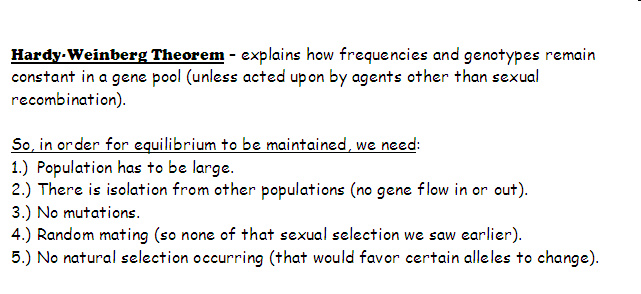 Hardy-Weinberg Theorem - explains how frequencies and genotypes remain
constant in a gene pool (unless acted upon by agents other than sexual
recombination).
So, in order for equilibrium to be maintained, we need:
1.) Population has to be large.
2.) There is isolation from other populations (no gene flow in or out).
3.) No mutations.
4.) Random mating (so none of that sexual selection we saw earlier).
5.) No natural selection occurring (that would favor certain alleles to change).